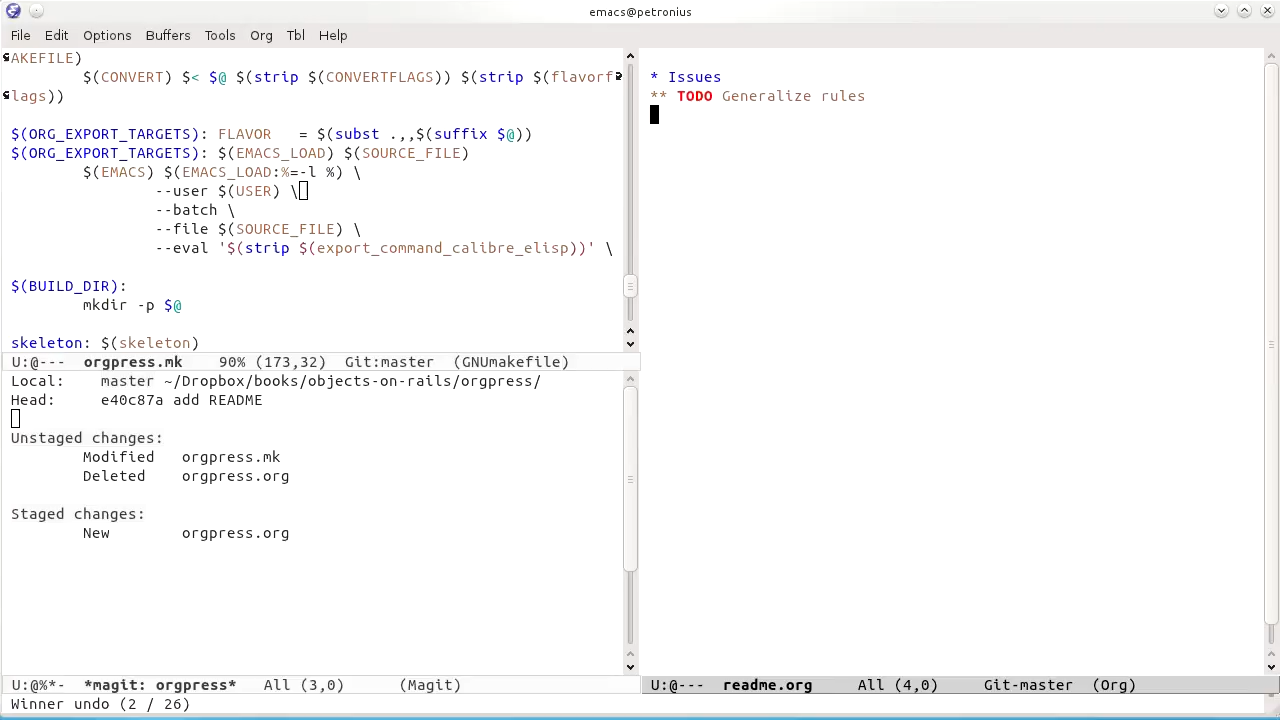 emacs@petronius
File Edit Options Buffers Tools Org Tbl Help
AKEFILE)
$(CONVERT) $< $@ $(strip $(CONVERTFLAGS)) $(strip $(flavorf
lags))
$(ORG_EXPORT_TARGETS): FLAVOR = $(subst .,,$(suffix $@))
$(ORG_EXPORT_TARGETS): $(EMACS_LOAD) $(SOURCE_FILE)
$(EMACS) $(EMACS_LOAD:%=-l %) \
--user $(USER) \
--batch \
--file $(SOURCE_FILE) \
--eval '$(strip $(export_command_calibre_elisp))' \
$(BUILD_DIR):
mkdir -p $@
skeleton: $(skeleton)
U:@--- orgpress.mk 90% (173,32) Git:master (GNUmakefile)
Local: master ~/Dropbox/books/objects-on-rails/orgpress/
Head: e40c87a add README
Unstaged changes:
Modified orgpress.mk
Deleted orgpress.org
Staged changes:
New orgpress.org
U:@%*- *magit: orgpress* All (3,0) (Magit)
* Issues
** TODO Generalize rules
U:@--- readme.org All (4,0) Git-master (Org)
Winner undo (2 / 26)